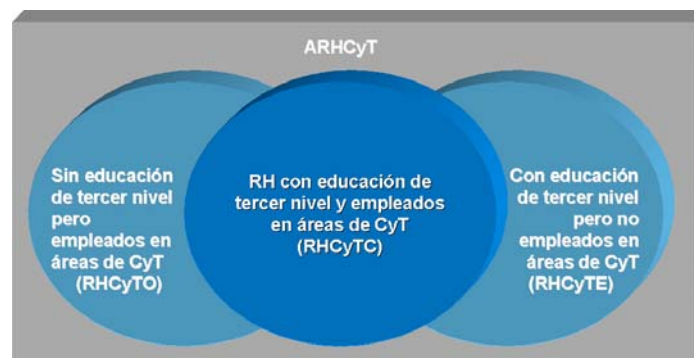 ARHCyT
Sin educación
de tercer nivel
pero
empleados en
áreas de CyT
(RHCyTO)
RH con educación de
tercer nivel y empleados
en áreas de CyT
(RHCyTC)
Con educación
de tercer nivel
pero no
empleados en
áreas de CyT
(RHCyTE)